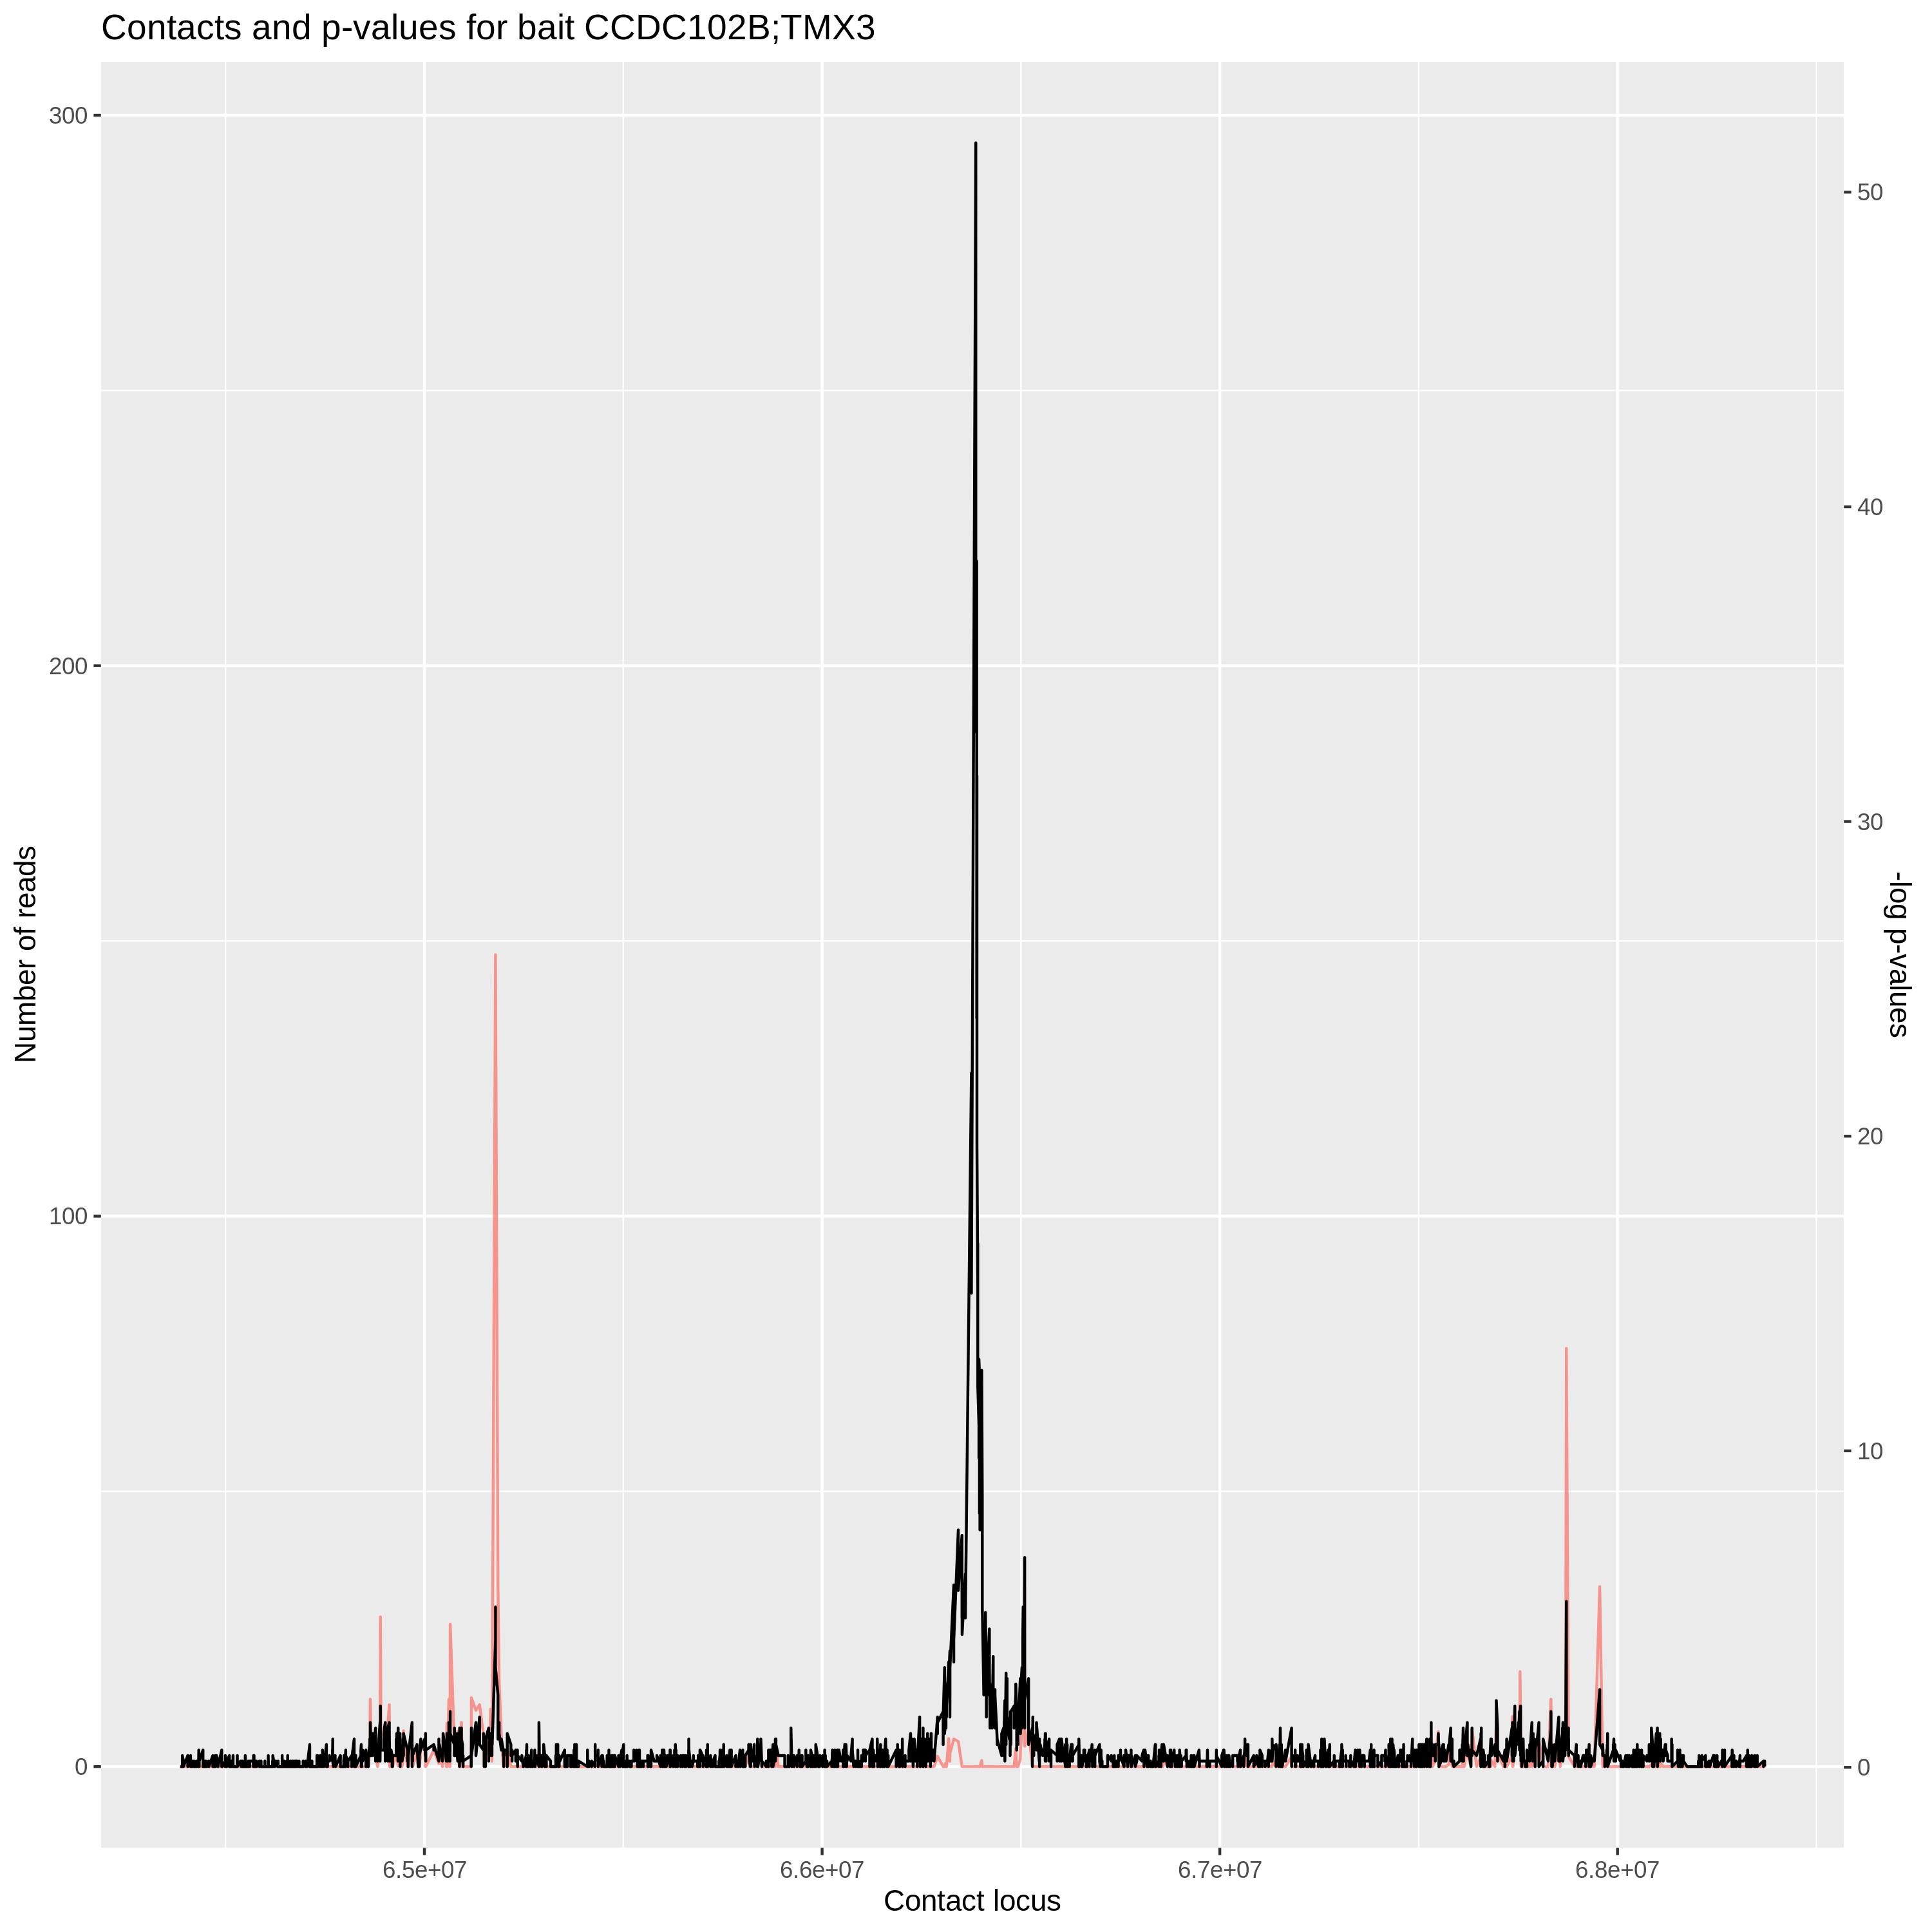 Contacts and p-values for bait CCDC102B;TMX3
300
200
100
0
Number of reads
50
40
30
20
10
0
-log p-values
6.5e+07 6.6e+07 6.7e+07 6.8e+07
Contact locus